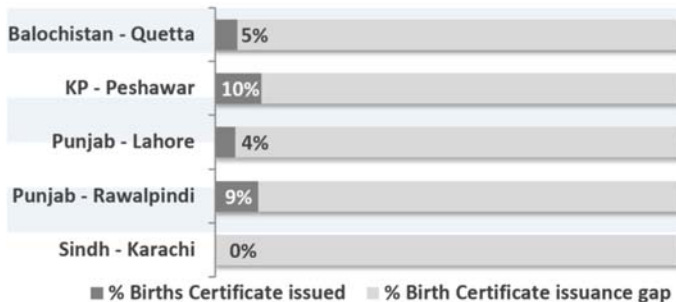 Balochistan - Quetta 5%
KP - Peshawar 10%
Punjab - Lahore 4%
Punjab - Rawalpindi 9%
Sindh - Karachi 0%
% Births Certificate issued % Birth Certificate issuance gap